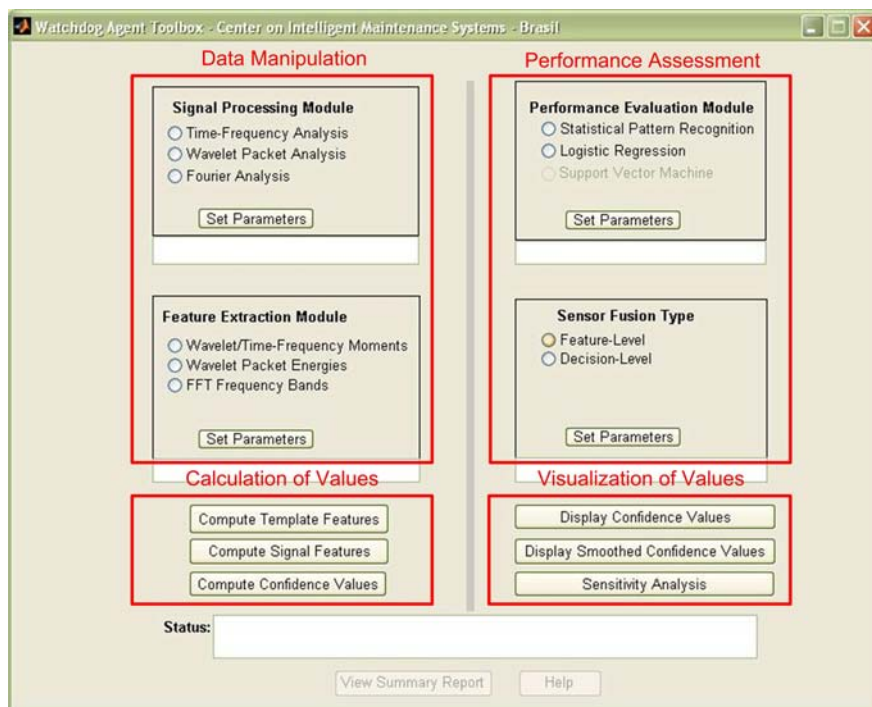 Watchdog Agent Toolbox - Center on Intelligent Maintenance Systems - Brasil
Data Manipulation
Signal Processing Module
Time-Frequency Analysis
Wavelet Packet Analysis
Fourier Analysis
Set Parameters
Feature Extraction Module
Wavelet/Time-Frequency Moments
Wavelet Packet Energies
FFT Frequency Bands
Set Parameters
Calculation of Values
Compute Template Features
Compute Signal Features
Compute Confidence Values
Performance Assessment
Performance Evaluation Module
Statistical Pattern Recognition
Logistic Regression
Support Vector Machine
Set Parameters
Sensor Fusion Type
Feature-Level
Decision-Level
Set Parameters
Visualization of Values
Display Confidence Values
Display Smoothed Confidence Values
Sensitivity Analysis
Status:
View Summary Report
Help